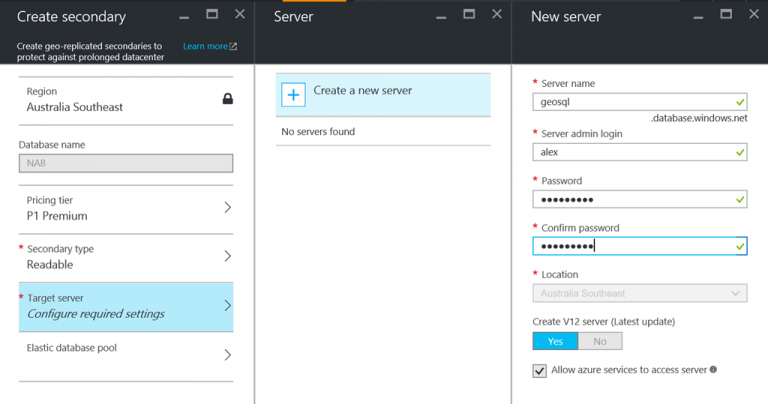 Create secondary
Create geo-replicated secondaries to
protect against prolonged datacenter
Learn more
Region
Australia Southeast
Database name
NAB
Pricing tier
P1 Premium
* Secondary type
Readable
* Target server
Configure required settings
Elastic database pool
Server
Create a new server
No servers found
New server
* Server name
geosql
.database.windows.net
* Server admin login
alex
* Password
•••••••••
* Confirm password
•••••••••
* Location
Australia Southeast
Create V12 server (Latest update)
Yes No
Allow azure services to access server